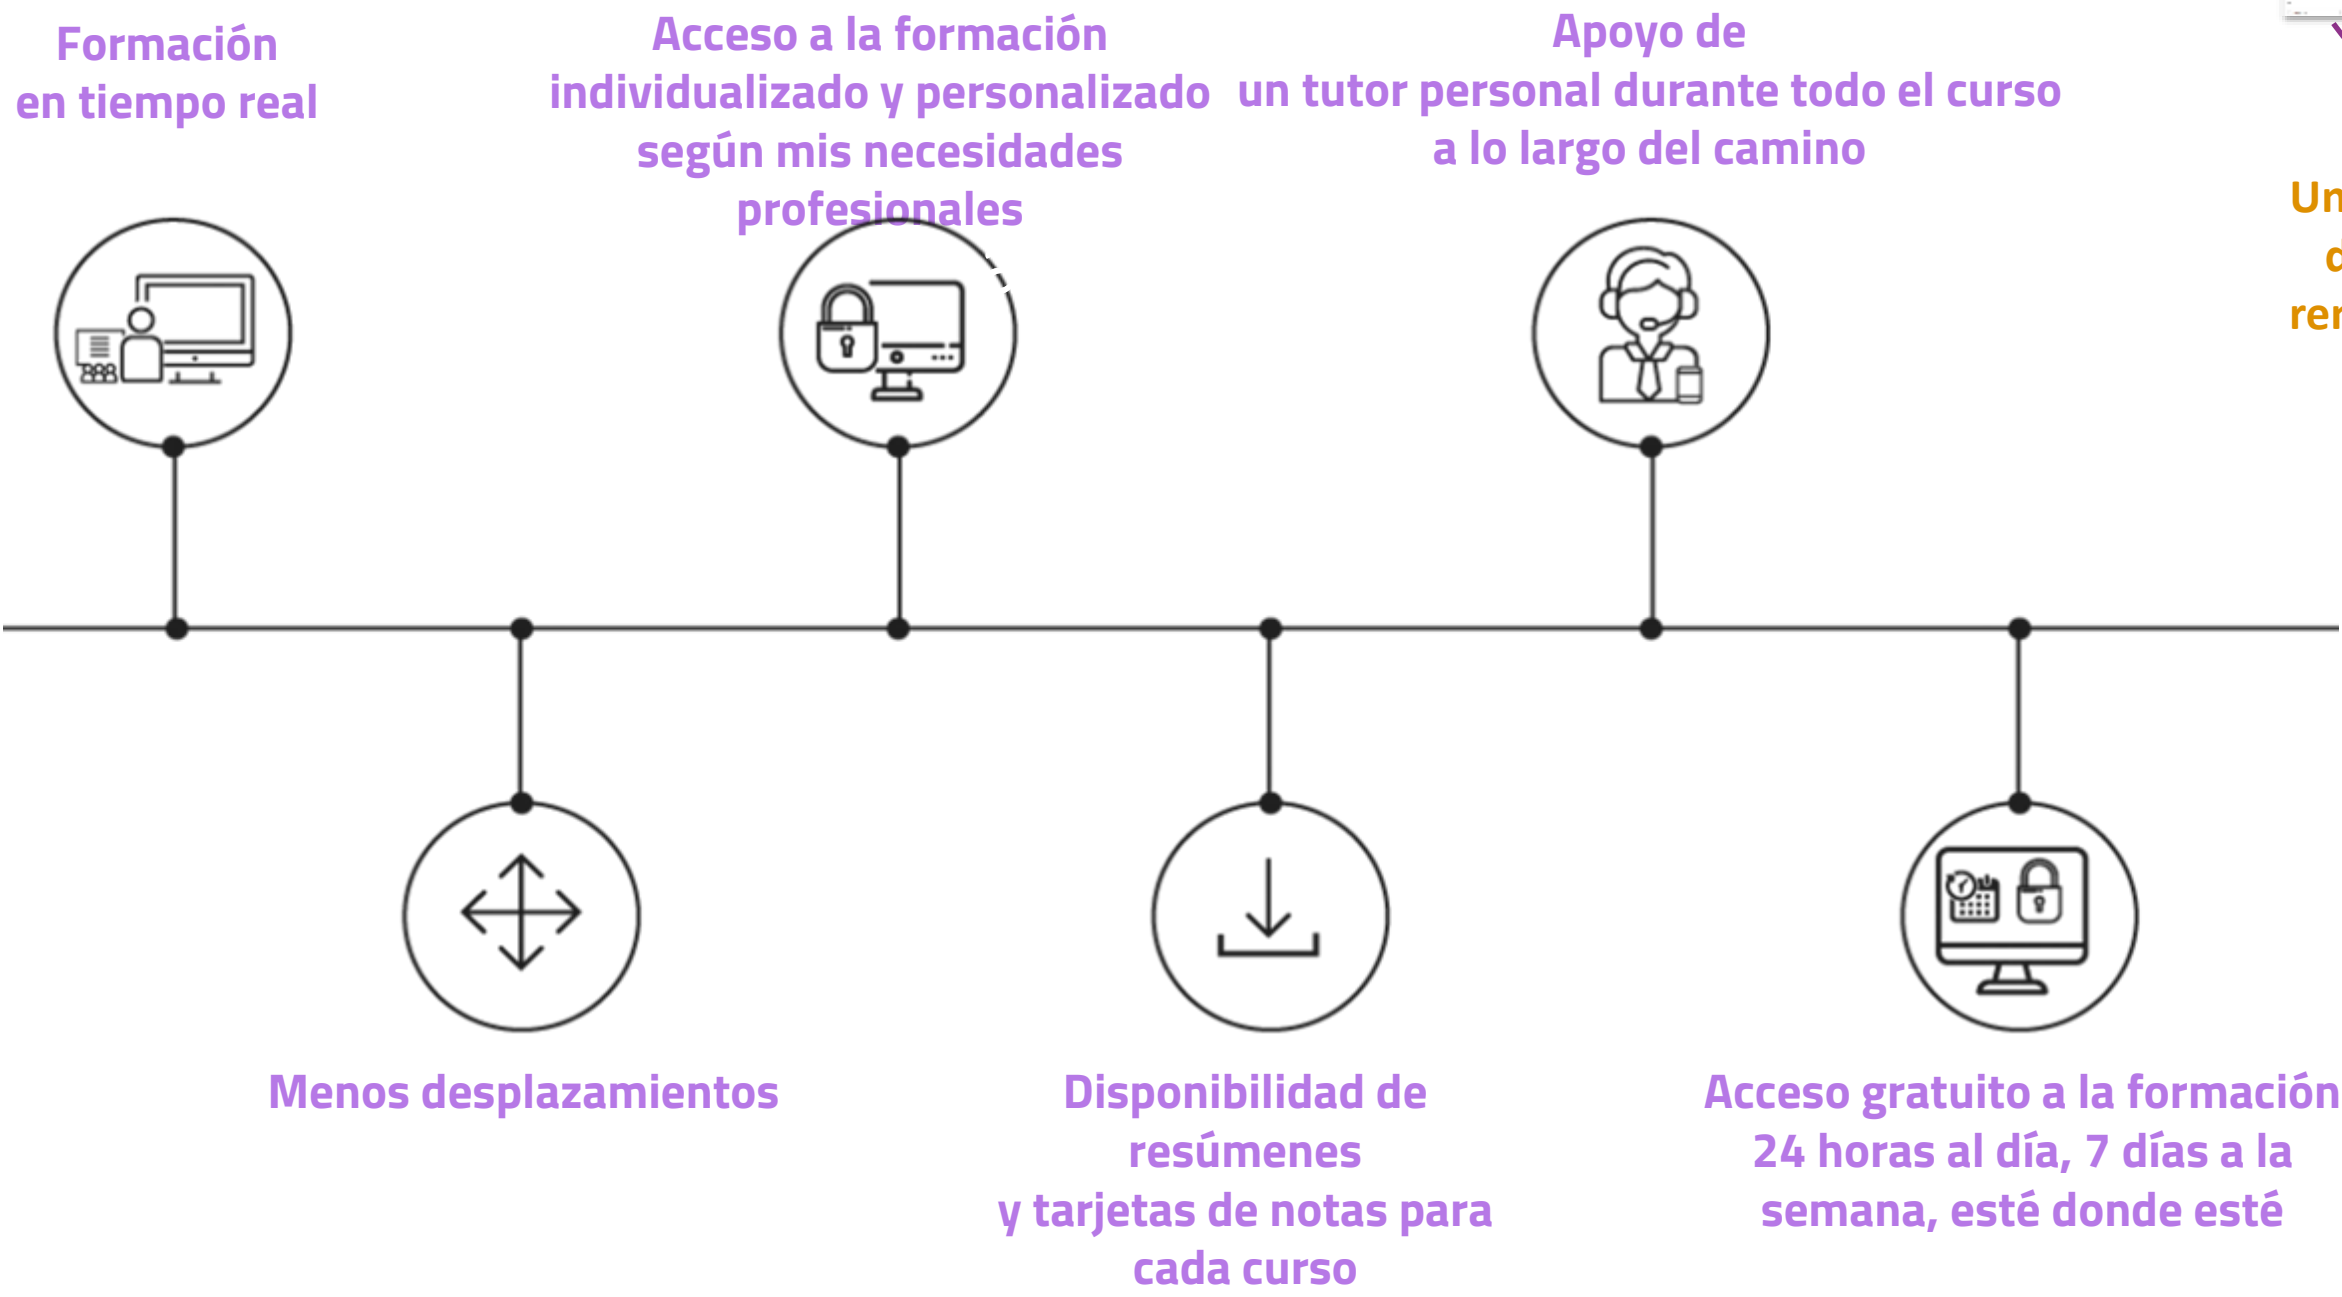 Formación
en tiempo real
Acceso a la formación
individualizado y personalizado
según mis necesidades
profesionales
Apoyo de
un tutor personal durante todo el curso
a lo largo del camino
Menos desplazamientos
Disponibilidad de
resúmenes
y tarjetas de notas para
cada curso
Acceso gratuito a la formación
24 horas al día, 7 días a la
semana, esté donde esté